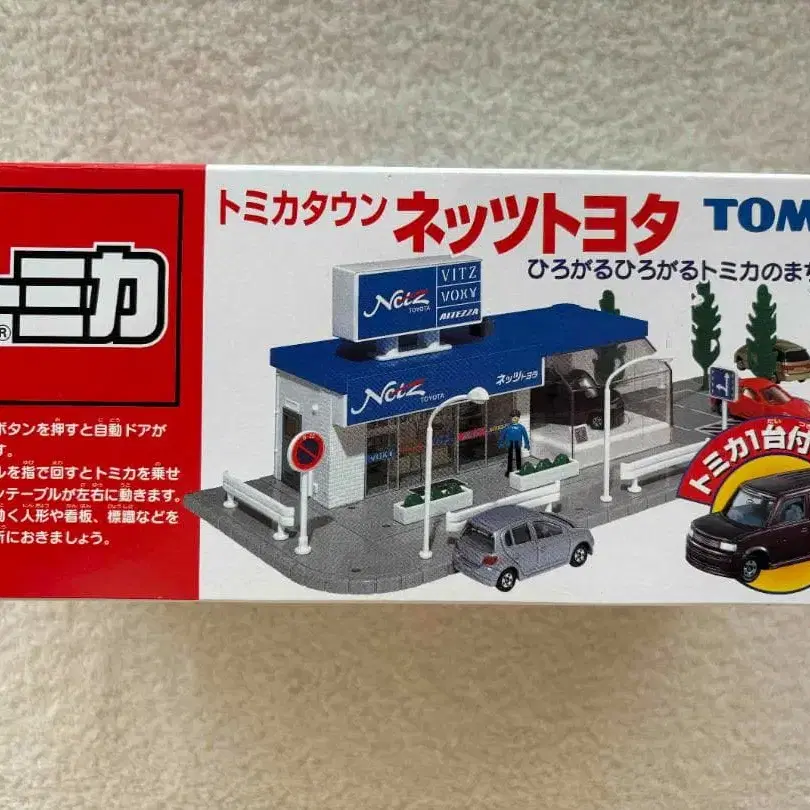 トミカタウン ネッツトヨタ TOM
ひろがるひろがるトミカのま
トミカ
Netz TOYOTA
VITZ
VOXY
ALTEZZA
Netz TOYOTA ネッツトヨタ
VOXY
トミカ1台付
ボタンを押すと自動ドアが
す。
ルを指で回すとトミカを乗せ
ンテーブルが左右に動きます。
動く人形や看板、標識などを
所におきましょう。